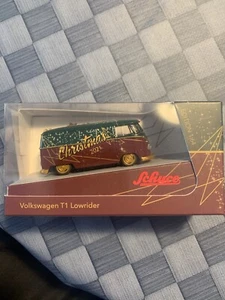 Christmas
Schuco
Volkswagen T1 Lowrider